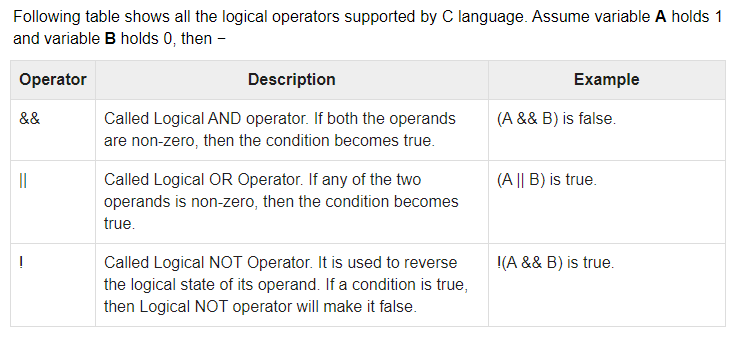 Following table shows all the logical operators supported by C language. Assume variable A holds 1
and variable B holds 0, then −
Operator Description Example
&& Called Logical AND operator. If both the operands (A && B) is false.
are non-zero, then the condition becomes true.
|| Called Logical OR Operator. If any of the two (A || B) is true.
operands is non-zero, then the condition becomes
true.
! Called Logical NOT Operator. It is used to reverse !(A && B) is true.
the logical state of its operand. If a condition is true,
then Logical NOT operator will make it false.